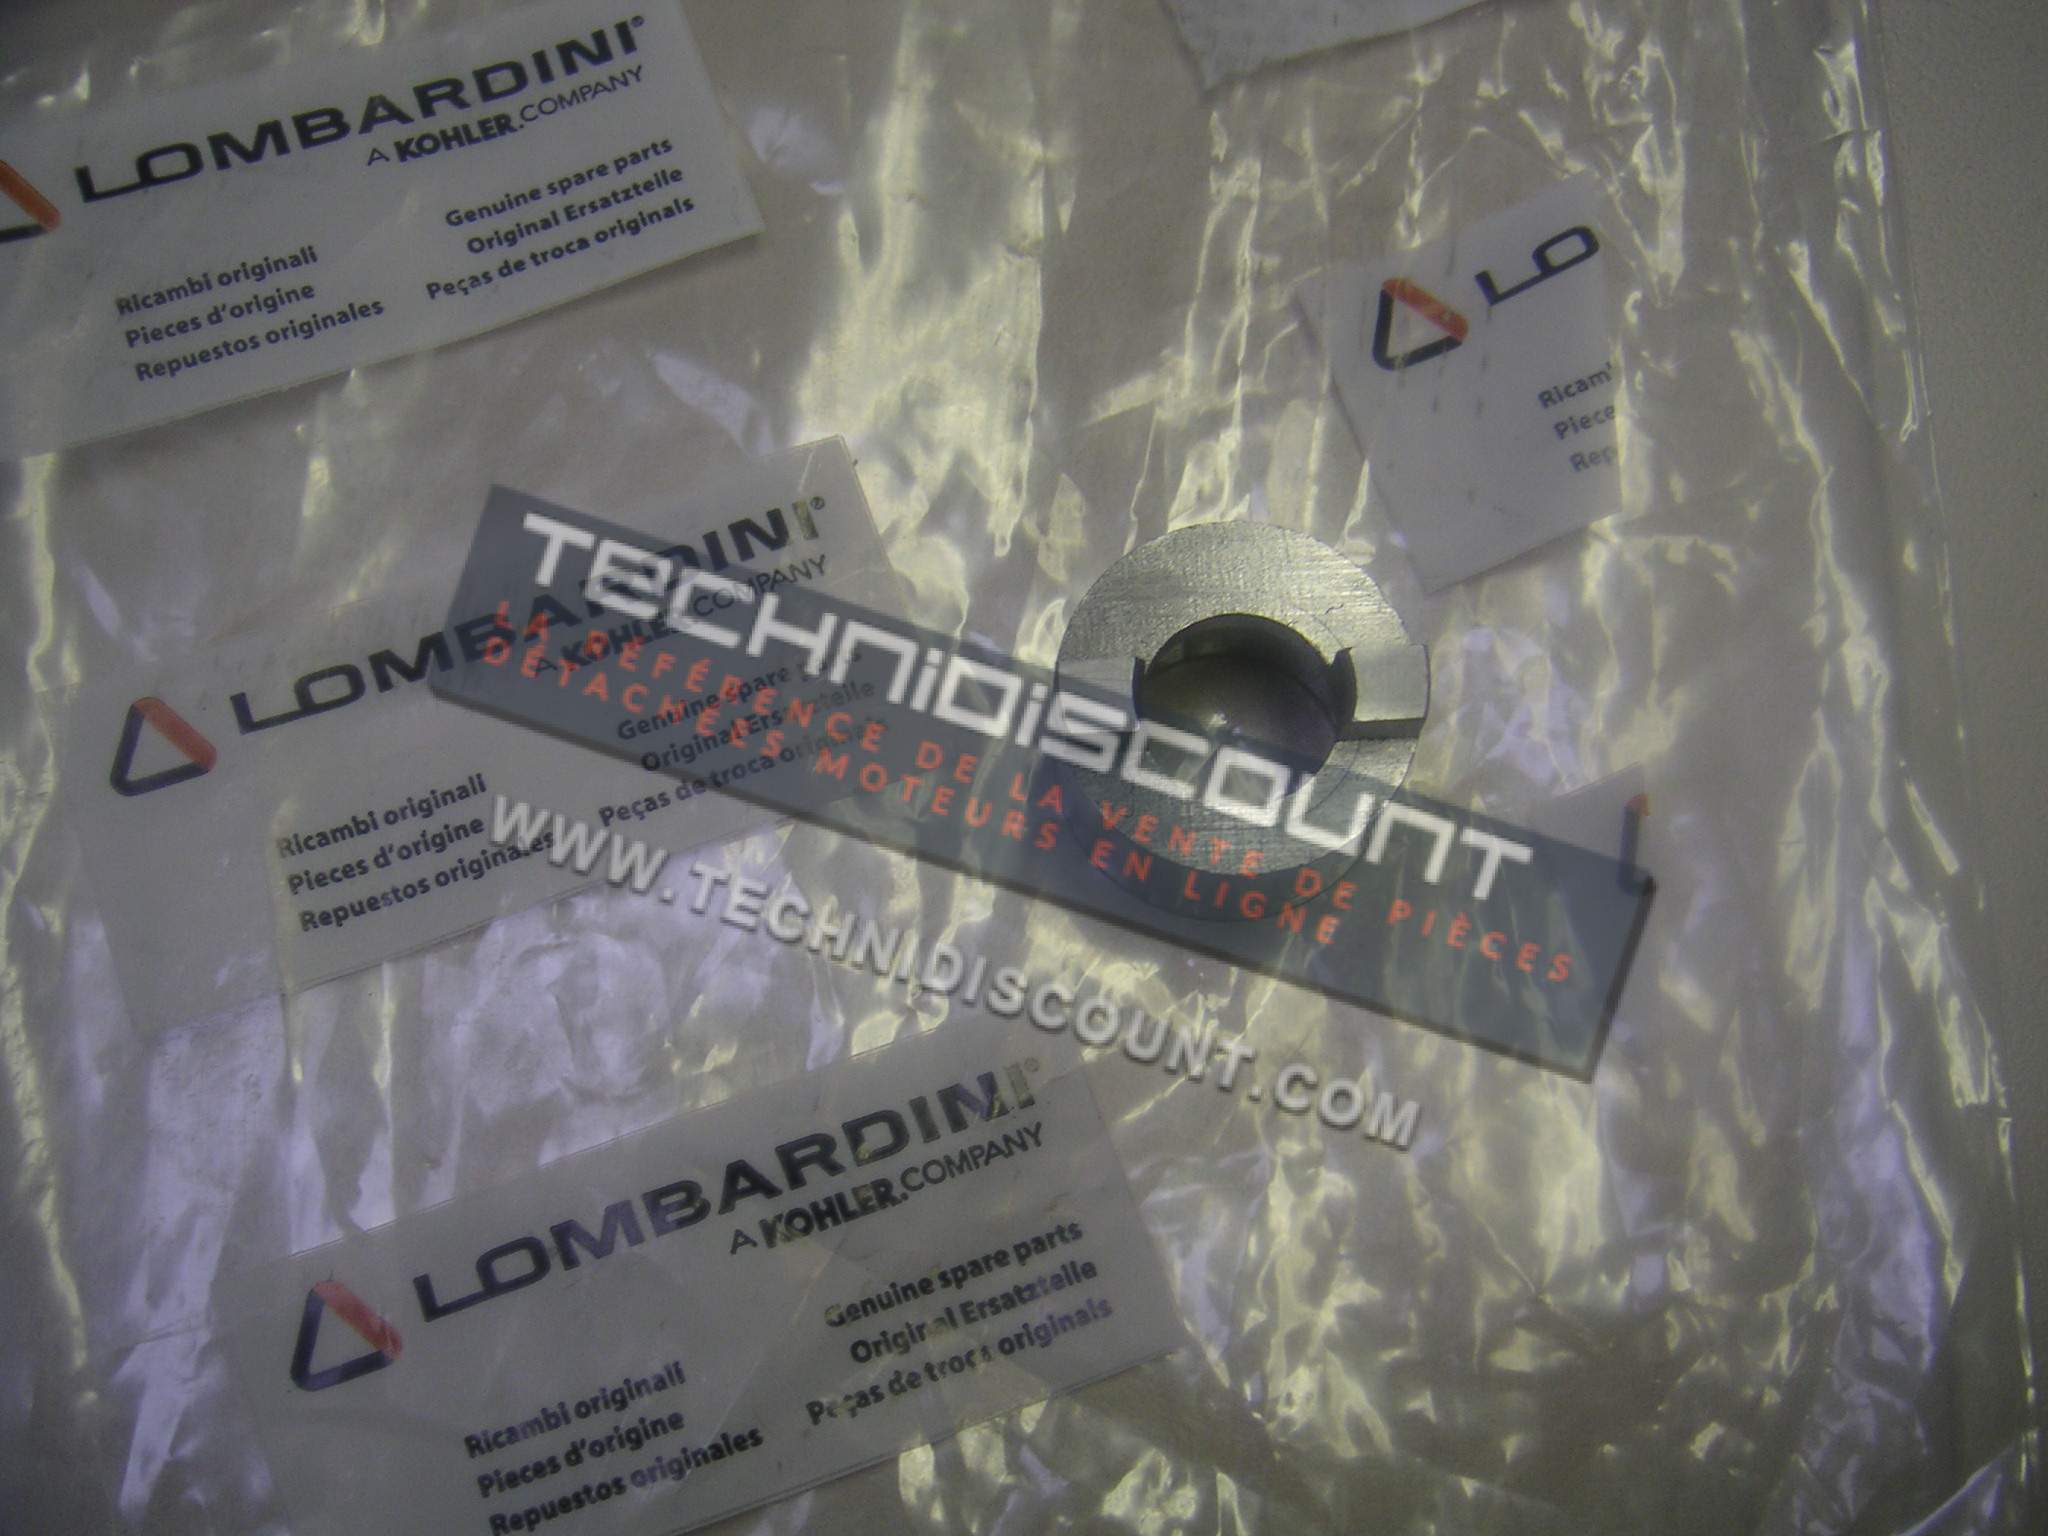 LOMBARDINI®
A KOHLER.COMPANY
Ricambi originali
Pieces d'origine
Repuestos originales
Genuine spare parts
Original Ersatzteile
Peças de troca originals
LO
Ricam
Piece
Rep
LOMBARDINI®
A KOHLER.COMPANY
Ricambi originali
Pieces d'origine
Repuestos originales
Genuine spare parts
Original Ersatzteile
Peças de troca originals
TECHNIDISCOUNT
LA RÉFÉRENCE DE LA VENTE DE PIÈCES
DÉTACHÉES MOTEURS EN LIGNE
WWW.TECHNIDISCOUNT.COM
LOMBARDINI®
A KOHLER.COMPANY
Ricambi originali
Pieces d'origine
Repuestos originales
Genuine spare parts
Original Ersatzteile
Peças de troca originals